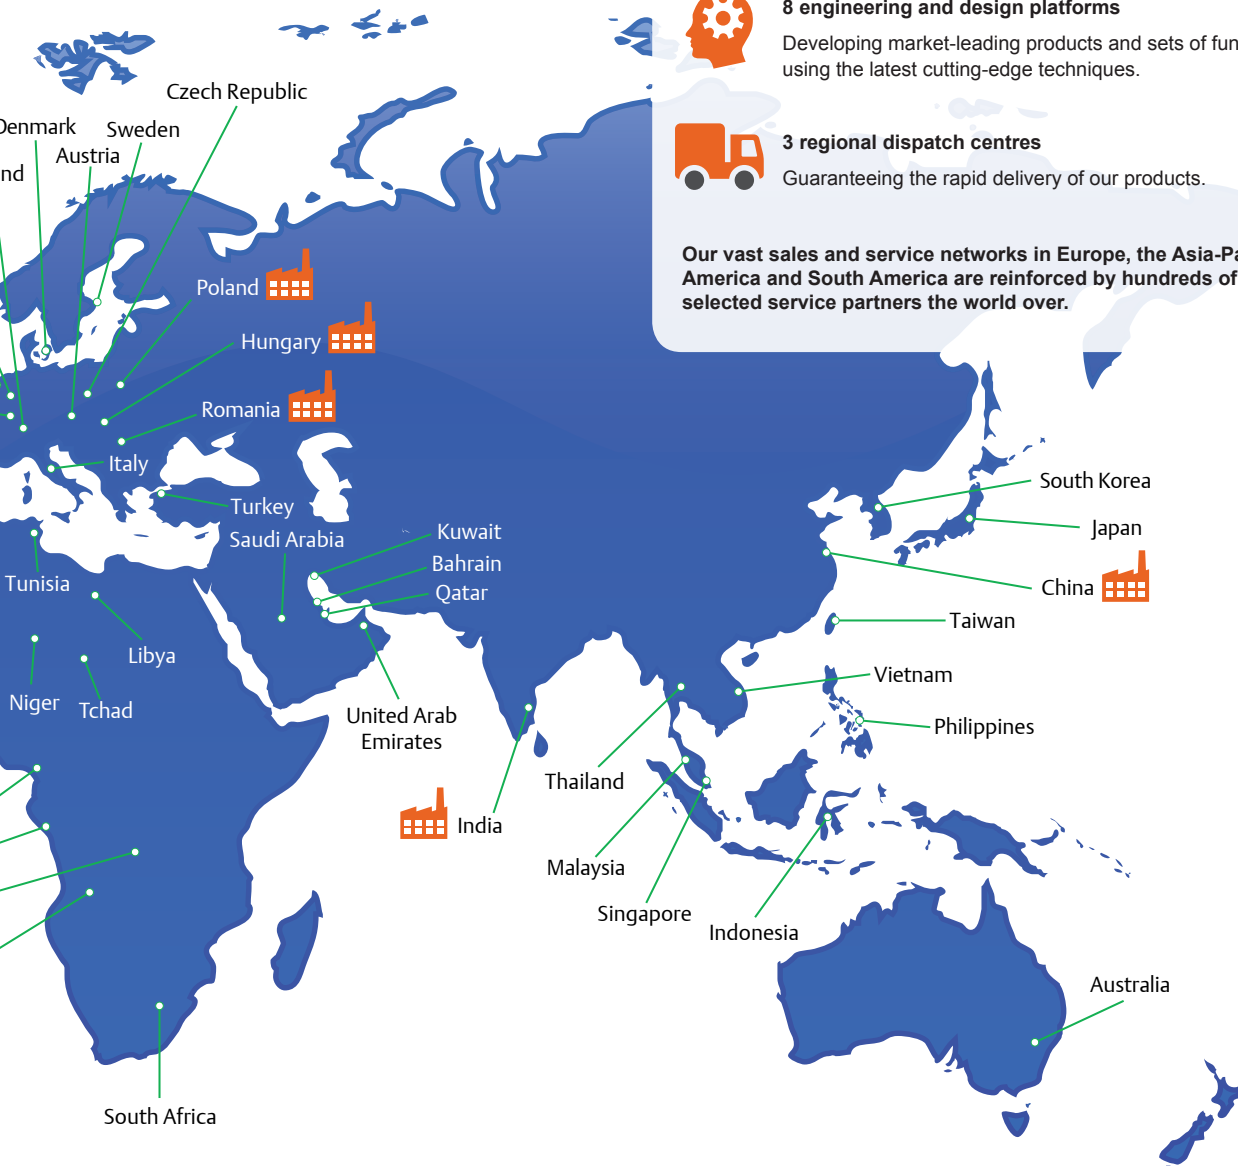 8 engineering and design platforms
Developing market-leading products and sets of
using the latest cutting-edge techniques.
3 regional dispatch centres
Guaranteeing the rapid delivery of our products.
Our vast sales and service networks in Europe, the
America and South America are reinforced by hundreds of
selected service partners the world over.
Czech Republic
Denmark
Sweden
Austria
Poland
Hungary
Romania
Italy
Turkey
Saudi Arabia
Kuwait
Bahrain
Qatar
Tunisia
Libya
Niger
Tchad
United Arab
Emirates
India
Thailand
Malaysia
Singapore
Indonesia
South Korea
Japan
China
Taiwan
Vietnam
Philippines
Australia
South Africa